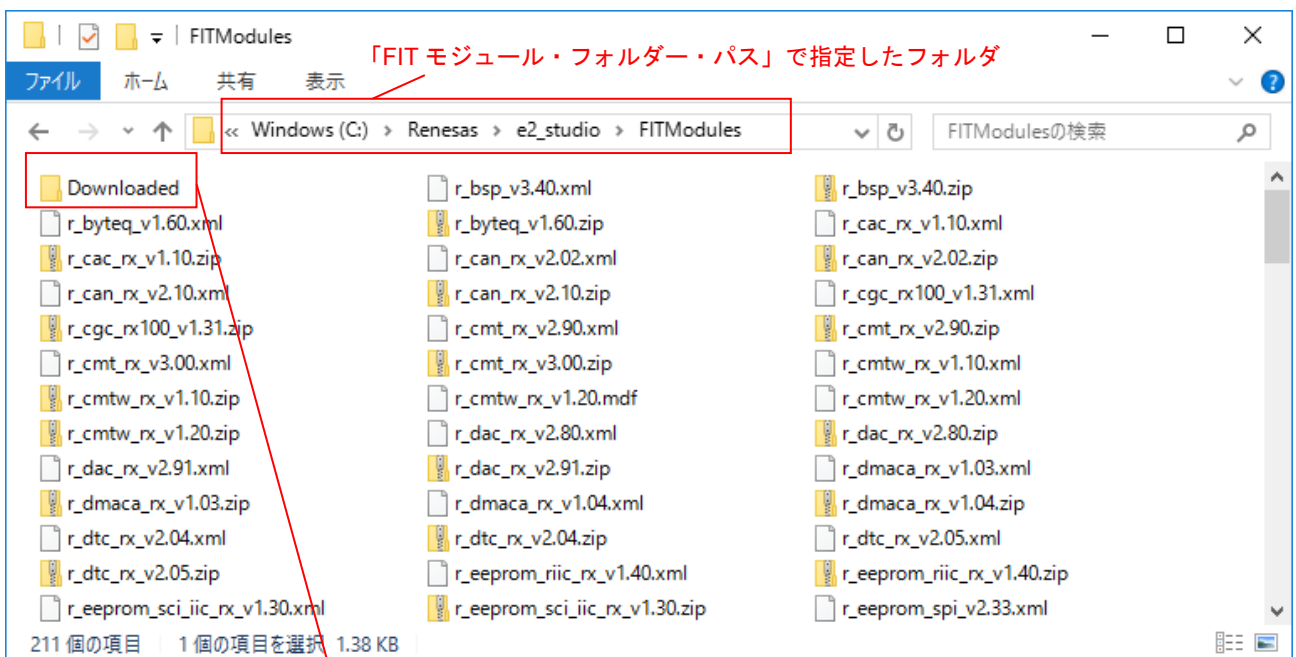 FITModules
「FIT モジュール・フォルダー・パス」で指定したフォルダ
ファイル ホーム 共有 表示
« Windows (C:) > Renesas > e2_studio > FITModules FITModulesの検索
Downloaded r_bsp_v3.40.xml r_bsp_v3.40.zip
r_byteq_v1.60.xml r_byteq_v1.60.zip r_cac_rx_v1.10.xml
r_cac_rx_v1.10.zip r_can_rx_v2.02.xml r_can_rx_v2.02.zip
r_can_rx_v2.10.xml r_can_rx_v2.10.zip r_cgc_rx100_v1.31.xml
r_cgc_rx100_v1.31.zip r_cmt_rx_v2.90.xml r_cmt_rx_v2.90.zip
r_cmt_rx_v3.00.xml r_cmt_rx_v3.00.zip r_cmtw_rx_v1.10.xml
r_cmtw_rx_v1.10.zip r_cmtw_rx_v1.20.mdf r_cmtw_rx_v1.20.xml
r_cmtw_rx_v1.20.zip r_dac_rx_v2.80.xml r_dac_rx_v2.80.zip
r_dac_rx_v2.91.xml r_dac_rx_v2.91.zip r_dmaca_rx_v1.03.xml
r_dmaca_rx_v1.03.zip r_dmaca_rx_v1.04.xml r_dmaca_rx_v1.04.zip
r_dtc_rx_v2.04.xml r_dtc_rx_v2.04.zip r_dtc_rx_v2.05.xml
r_dtc_rx_v2.05.zip r_eeprom_riic_rx_v1.40.xml r_eeprom_riic_rx_v1.40.zip
r_eeprom_sci_iic_rx_v1.30.xml r_eeprom_sci_iic_rx_v1.30.zip r_eeprom_spi_v2.33.xml
211 個の項目 1 個の項目を選択 1.38 KB